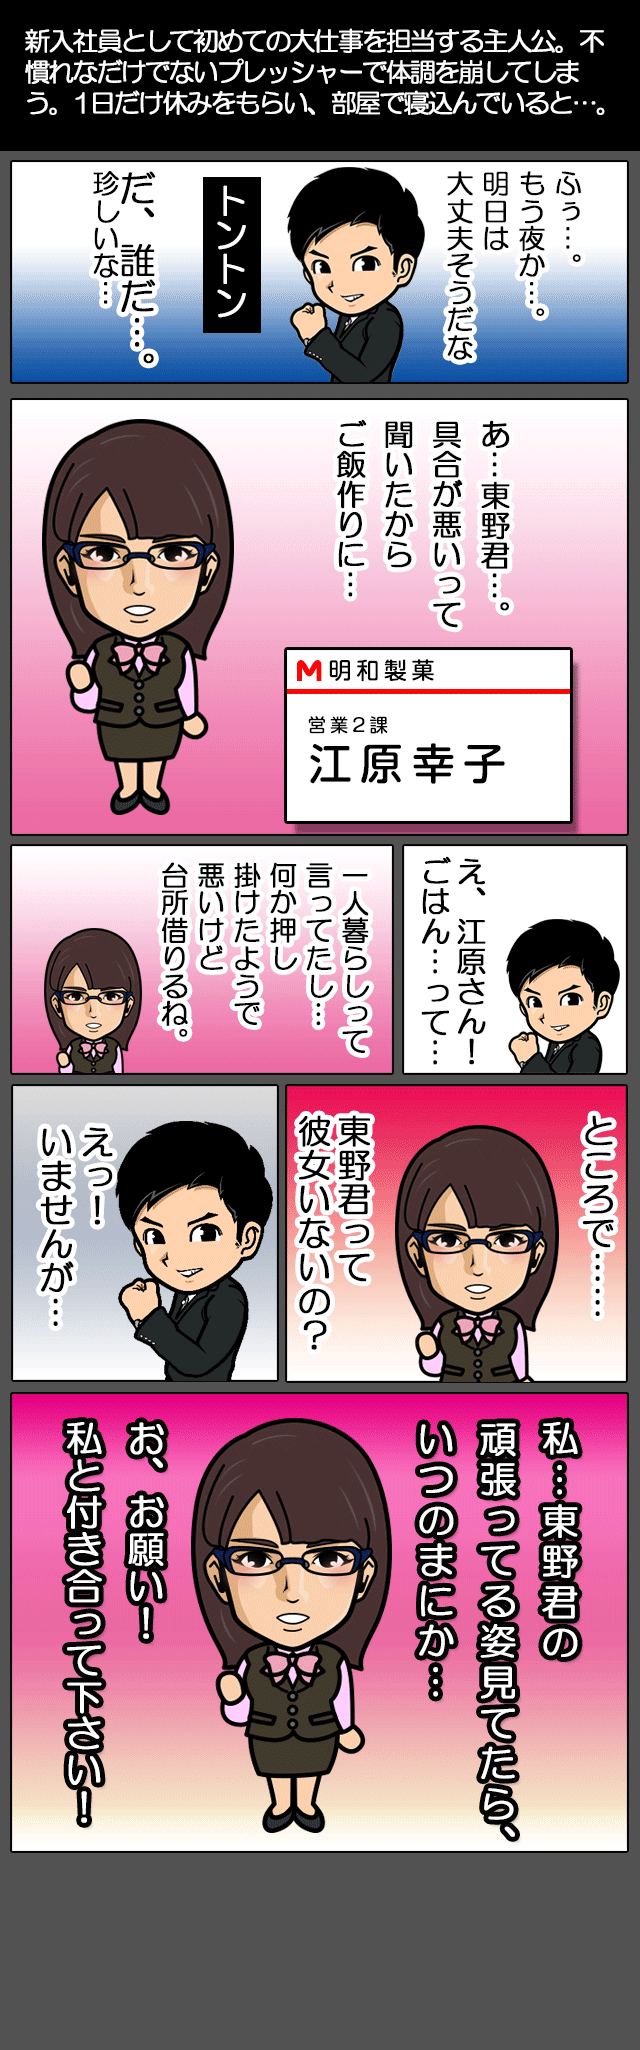 新入社員として初めての大仕事を担当する主人公。不
慣れなだけでないプレッシャーで体調を崩してしま
う。1日だけ休みをもらい、部屋で寝込んでいると…。
ふぅ…。
もう夜か…。
明日は
大丈夫そうだな
トントン
だ、誰だ…。
珍しいな…
あ…東野君…。
具合が悪いって
聞いたから
ご飯作りに…
M 明和製菓
営業2課
江原幸子
え、江原さん！
ごはん…って…
一人暮らしって
言ってたし…
何か押し
掛けたようで
悪いけど
台所借りるね。
ところで……
東野君って
彼女いないの？
えっ！
いませんが…
私…東野君の
頑張ってる姿見てたら、
いつのまにか…
お、お願い！
私と付き合って下さい！